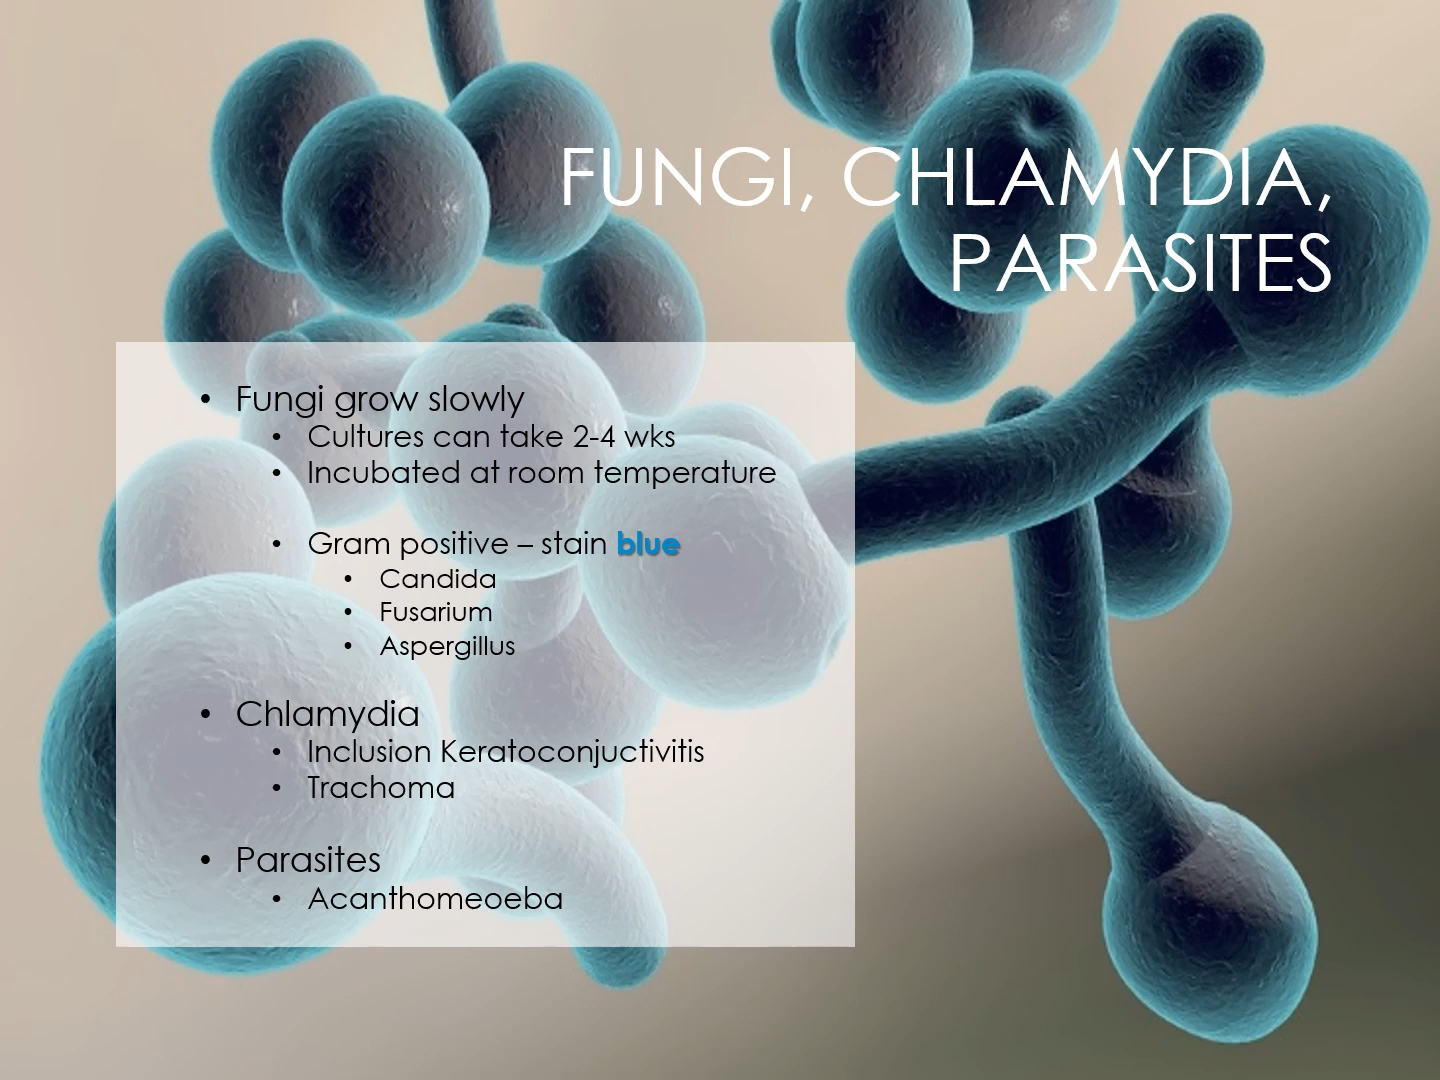 FUNGI, CHLAMYDIA,
PARASITES
• Fungi grow slowly
• Cultures can take 2-4 wks
• Incubated at room temperature
• Gram positive – stain blue
• Candida
• Fusarium
• Aspergillus
• Chlamydia
• Inclusion Keratoconjuctivitis
• Trachoma
• Parasites
• Acanthomeoeba